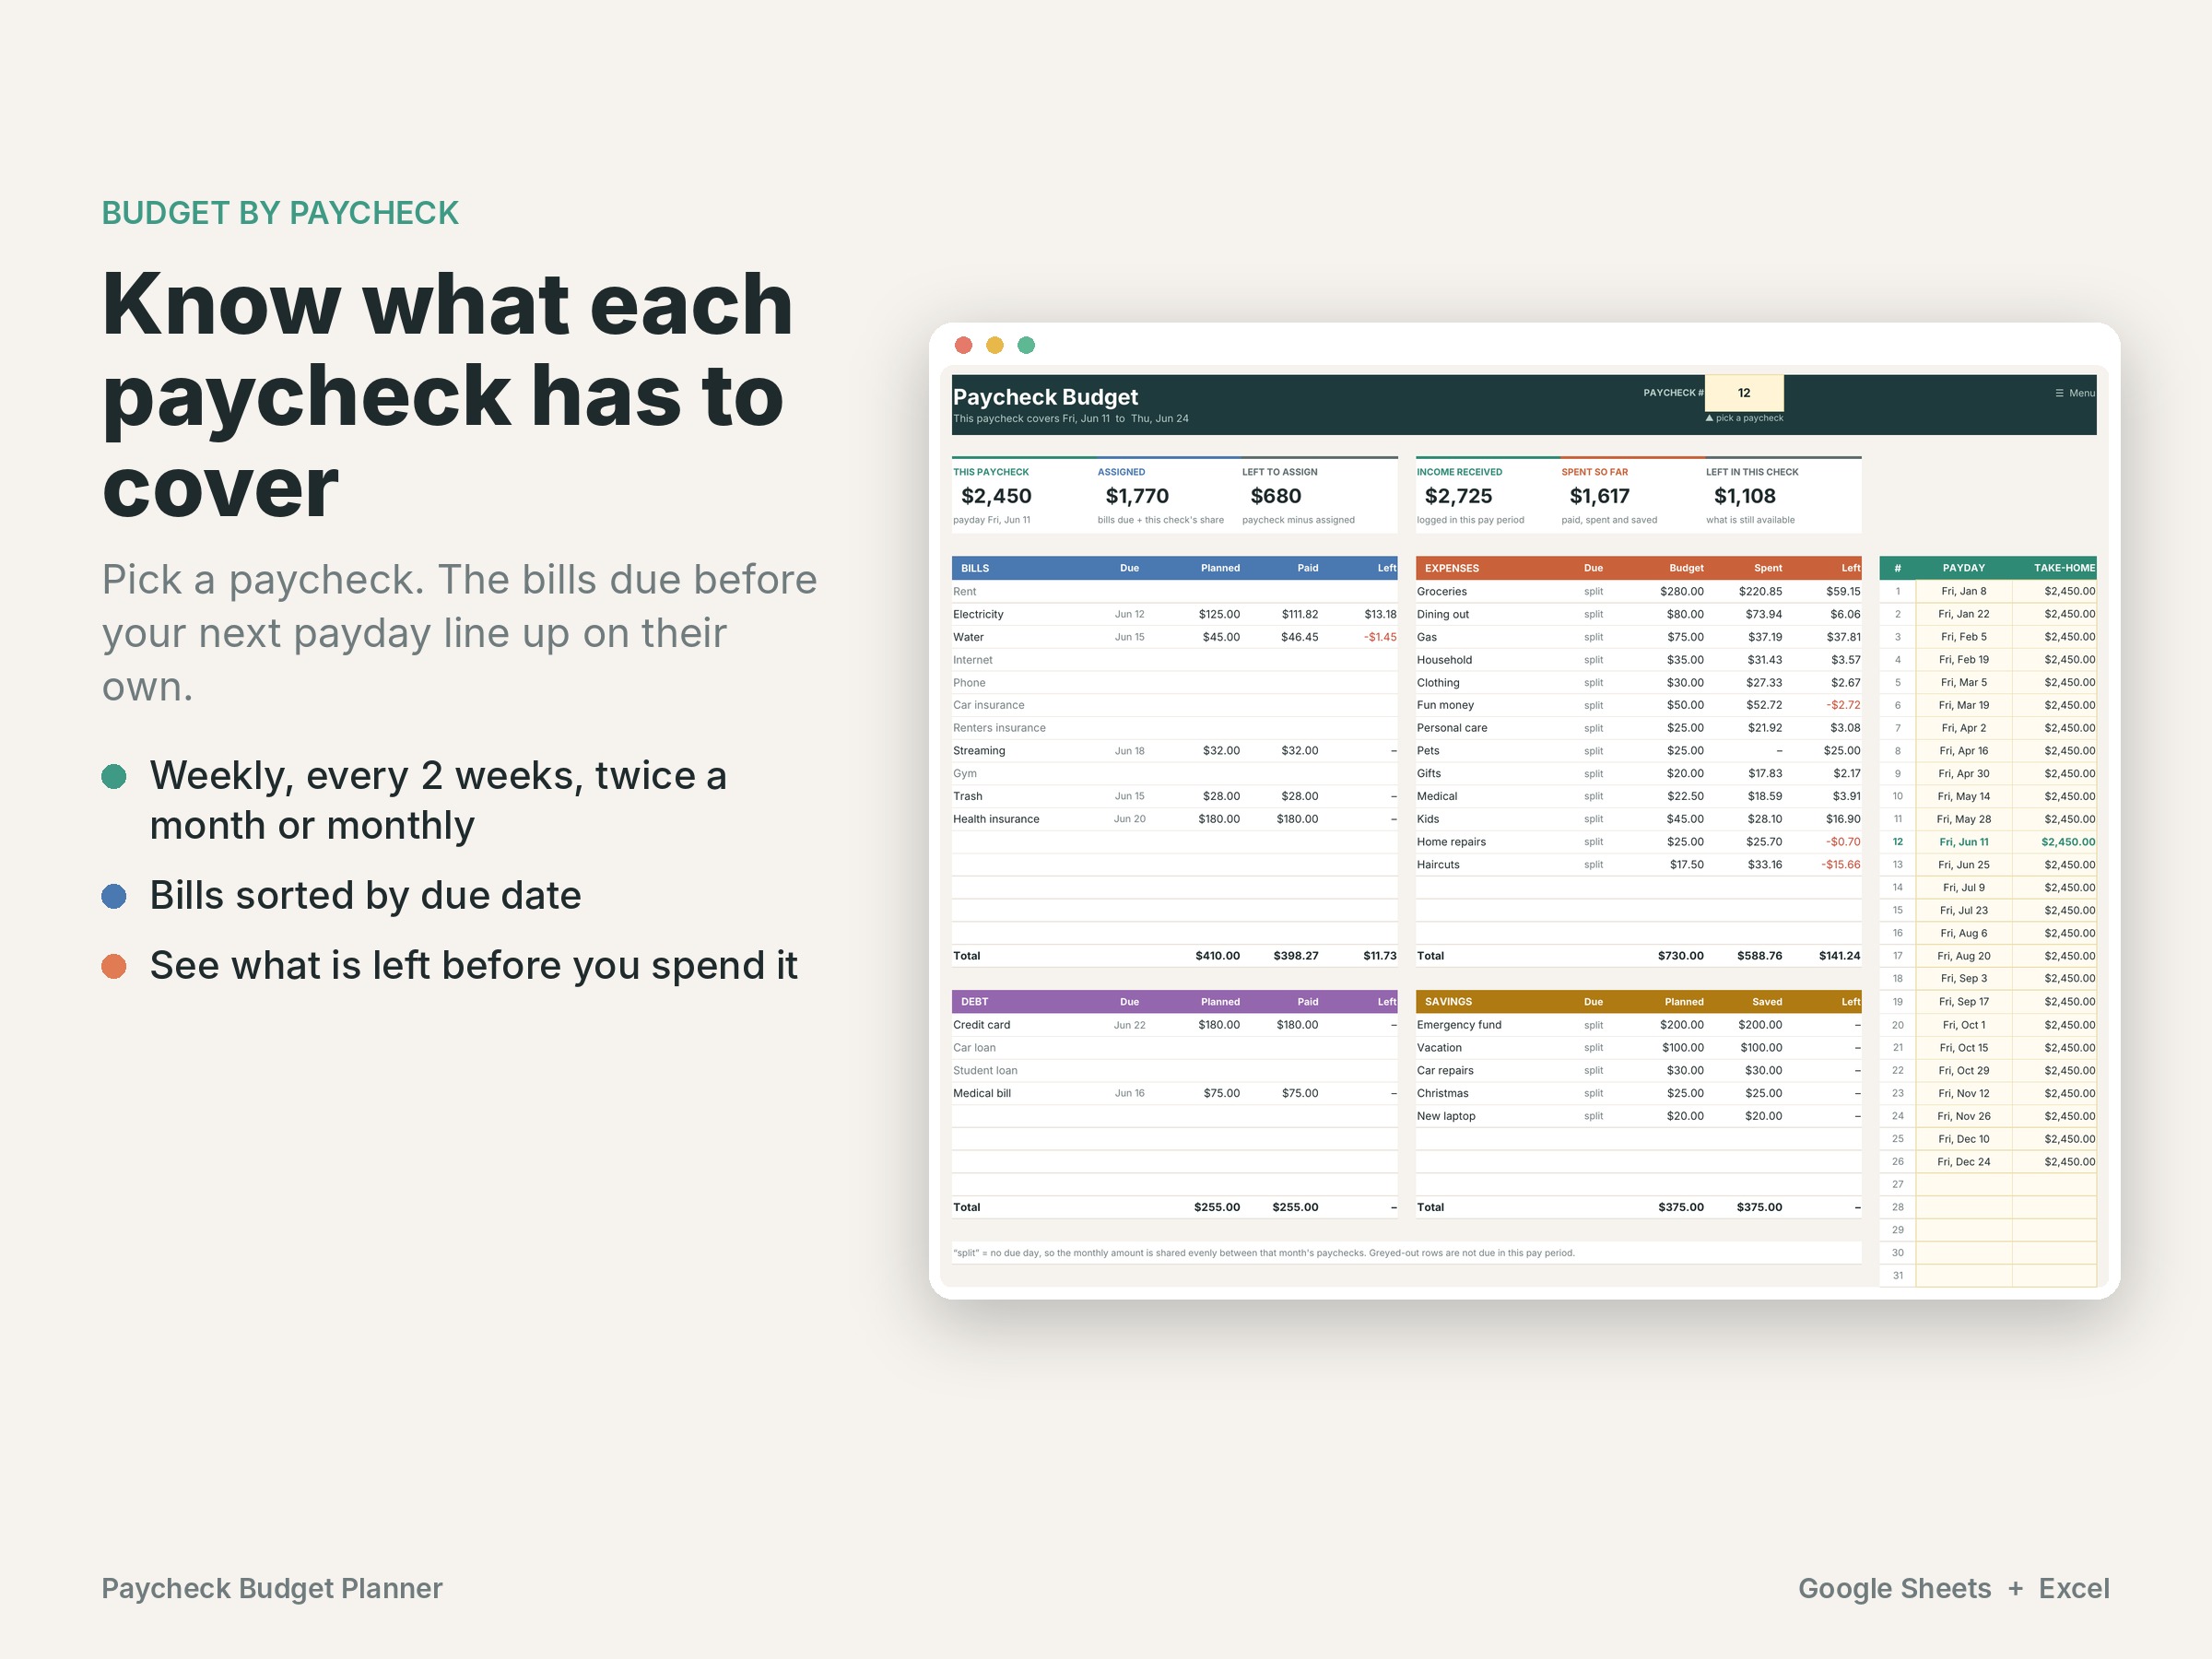 BUDGET BY PAYCHECK
Know what each
paycheck has to
cover
Pick a paycheck. The bills due before
your next payday line up on their
own.
Weekly, every 2 weeks, twice a
month or monthly
Bills sorted by due date
See what is left before you spend it
Paycheck Budget
This paycheck covers Fri, Jun 11 to Thu, Jun 24
PAYCHECK # 12
▲ pick a paycheck
☰ Menu
THIS PAYCHECK ASSIGNED LEFT TO ASSIGN
$2,450 $1,770 $680
payday Fri, Jun 11 bills due + this check's share paycheck minus assigned
INCOME RECEIVED SPENT SO FAR LEFT IN THIS CHECK
$2,725 $1,617 $1,108
logged in this pay period paid, spent and saved what is still available
BILLS Due Planned Paid Left
Rent
Electricity Jun 12 $125.00 $111.82 $13.18
Water Jun 15 $45.00 $46.45 -$1.45
Internet
Phone
Car insurance
Renters insurance
Streaming Jun 18 $32.00 $32.00 –
Gym
Trash Jun 15 $28.00 $28.00 –
Health insurance Jun 20 $180.00 $180.00 –
Total $410.00 $398.27 $11.73
EXPENSES Due Budget Spent Left
Groceries split $280.00 $220.85 $59.15
Dining out split $80.00 $73.94 $6.06
Gas split $75.00 $37.19 $37.81
Household split $35.00 $31.43 $3.57
Clothing split $30.00 $27.33 $2.67
Fun money split $50.00 $52.72 -$2.72
Personal care split $25.00 $21.92 $3.08
Pets split $25.00 – $25.00
Gifts split $20.00 $17.83 $2.17
Medical split $22.50 $18.59 $3.91
Kids split $45.00 $28.10 $16.90
Home repairs split $25.00 $25.70 -$0.70
Haircuts split $17.50 $33.16 -$15.66
Total $730.00 $588.76 $141.24
DEBT Due Planned Paid Left
Credit card Jun 22 $180.00 $180.00 –
Car loan
Student loan
Medical bill Jun 16 $75.00 $75.00 –
Total $255.00 $255.00 –
SAVINGS Due Planned Saved Left
Emergency fund split $200.00 $200.00 –
Vacation split $100.00 $100.00 –
Car repairs split $30.00 $30.00 –
Christmas split $25.00 $25.00 –
New laptop split $20.00 $20.00 –
Total $375.00 $375.00 –
"split" = no due day, so the monthly amount is shared evenly between that month's paychecks. Greyed-out rows are not due in this pay period.
# PAYDAY TAKE-HOME
1 Fri, Jan 8 $2,450.00
2 Fri, Jan 22 $2,450.00
3 Fri, Feb 5 $2,450.00
4 Fri, Feb 19 $2,450.00
5 Fri, Mar 5 $2,450.00
6 Fri, Mar 19 $2,450.00
7 Fri, Apr 2 $2,450.00
8 Fri, Apr 16 $2,450.00
9 Fri, Apr 30 $2,450.00
10 Fri, May 14 $2,450.00
11 Fri, May 28 $2,450.00
12 Fri, Jun 11 $2,450.00
13 Fri, Jun 25 $2,450.00
14 Fri, Jul 9 $2,450.00
15 Fri, Jul 23 $2,450.00
16 Fri, Aug 6 $2,450.00
17 Fri, Aug 20 $2,450.00
18 Fri, Sep 3 $2,450.00
19 Fri, Sep 17 $2,450.00
20 Fri, Oct 1 $2,450.00
21 Fri, Oct 15 $2,450.00
22 Fri, Oct 29 $2,450.00
23 Fri, Nov 12 $2,450.00
24 Fri, Nov 26 $2,450.00
25 Fri, Dec 10 $2,450.00
26 Fri, Dec 24 $2,450.00
27
28
29
30
31
Paycheck Budget Planner
Google Sheets + Excel